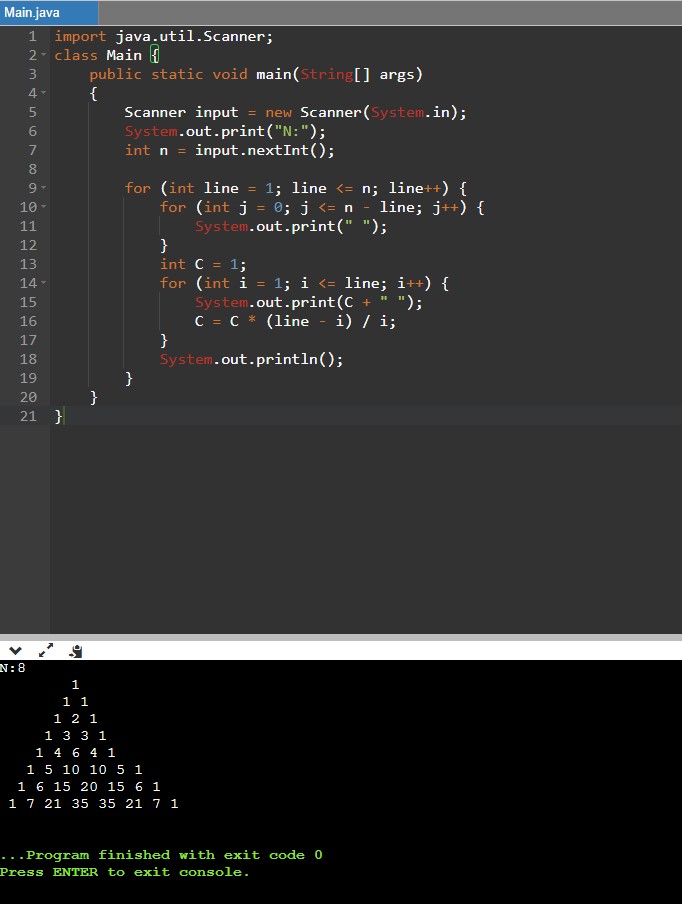 Main.java
1 import java.util.Scanner;
2 class Main {
3     public static void main(String[] args)
4     {
5         Scanner input = new Scanner(System.in);
6         System.out.print("N:");
7         int n = input.nextInt();
8
9         for (int line = 1; line <= n; line++) {
10             for (int j = 0; j <= n - line; j++) {
11                 System.out.print(" ");
12             }
13             int C = 1;
14             for (int i = 1; i <= line; i++) {
15                 System.out.print(C + " ");
16                 C = C * (line - i) / i;
17             }
18             System.out.println();
19         }
20     }
21 }
N:8
        1
       1 1
      1 2 1
     1 3 3 1
    1 4 6 4 1
   1 5 10 10 5 1
  1 6 15 20 15 6 1
 1 7 21 35 35 21 7 1
...Program finished with exit code 0
Press ENTER to exit console.